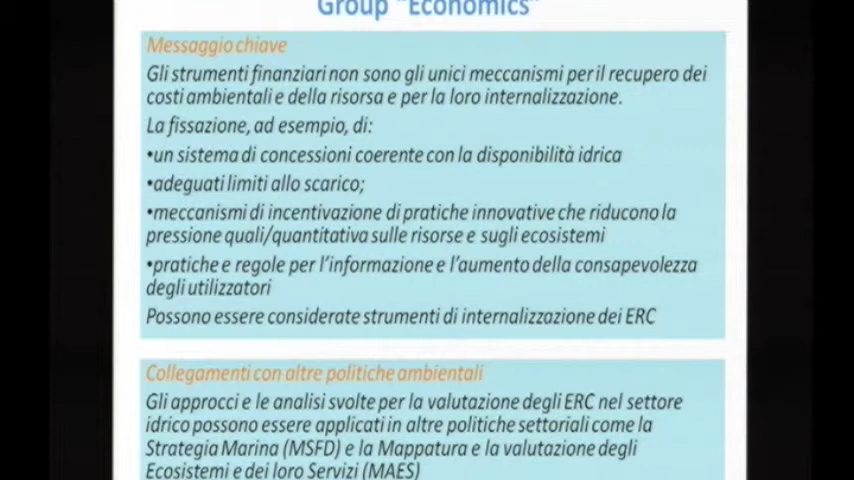 Group "Economics"
Messaggio chiave
Gli strumenti finanziari non sono gli unici meccanismi per il recupero dei
costi ambientali e della risorsa e per la loro internalizzazione.
La fissazione, ad esempio, di:
•un sistema di concessioni coerente con la disponibilità idrica
•adeguati limiti allo scarico;
•meccanismi di incentivazione di pratiche innovative che riducono la
pressione quali/quantitativa sulle risorse e sugli ecosistemi
•pratiche e regole per l'informazione e l'aumento della consapevolezza
degli utilizzatori
Possono essere considerate strumenti di internalizzazione dei ERC
Collegamenti con altre politiche ambientali
Gli approcci e le analisi svolte per la valutazione degli ERC nel settore
idrico possono essere applicati in altre politiche settoriali come la
Strategia Marina (MSFD) e la Mappatura e la valutazione degli
Ecosistemi e dei loro Servizi (MAES)